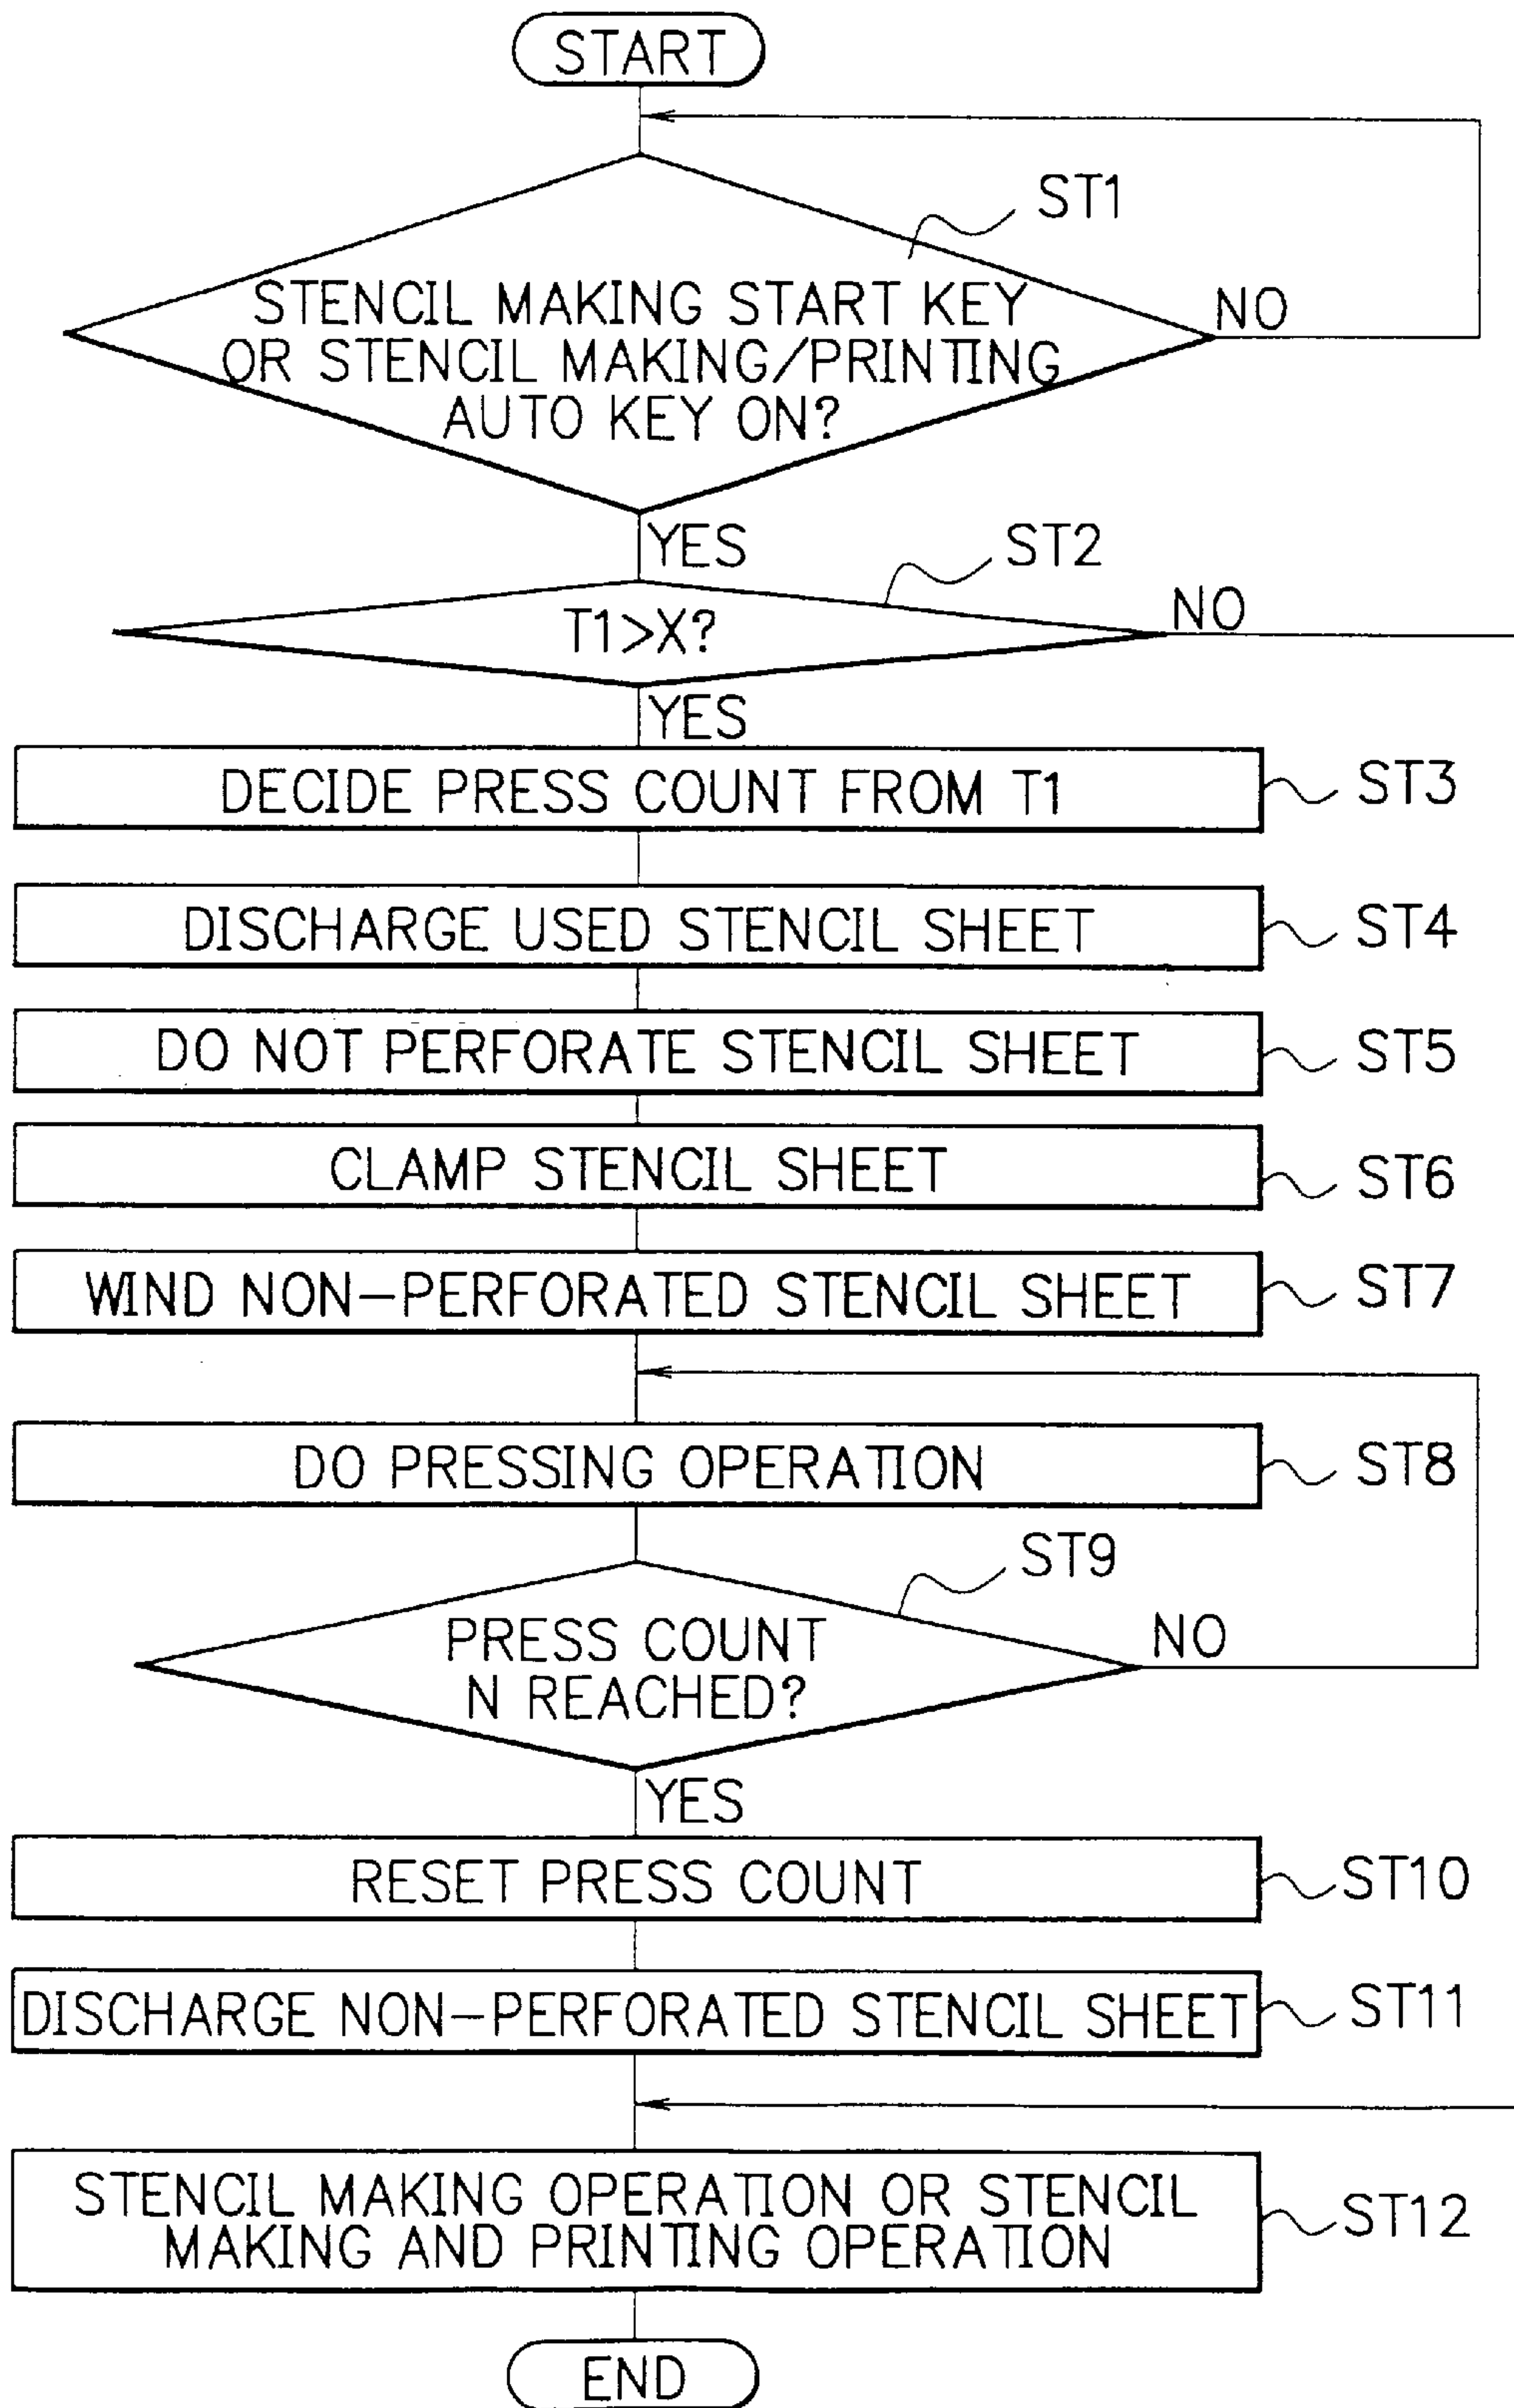 START
ST1
STENCIL MAKING START KEY
OR STENCIL MAKING/PRINTING
AUTO KEY ON?
NO
YES
ST2
T1>X?
NO
YES
DECIDE PRESS COUNT FROM T1
ST3
DISCHARGE USED STENCIL SHEET
ST4
DO NOT PERFORATE STENCIL SHEET
ST5
CLAMP STENCIL SHEET
ST6
WIND NON-PERFORATED STENCIL SHEET
ST7
DO PRESSING OPERATION
ST8
ST9
PRESS COUNT
N REACHED?
NO
YES
RESET PRESS COUNT
ST10
DISCHARGE NON-PERFORATED STENCIL SHEET
ST11
STENCIL MAKING OPERATION OR STENCIL
MAKING AND PRINTING OPERATION
ST12
END